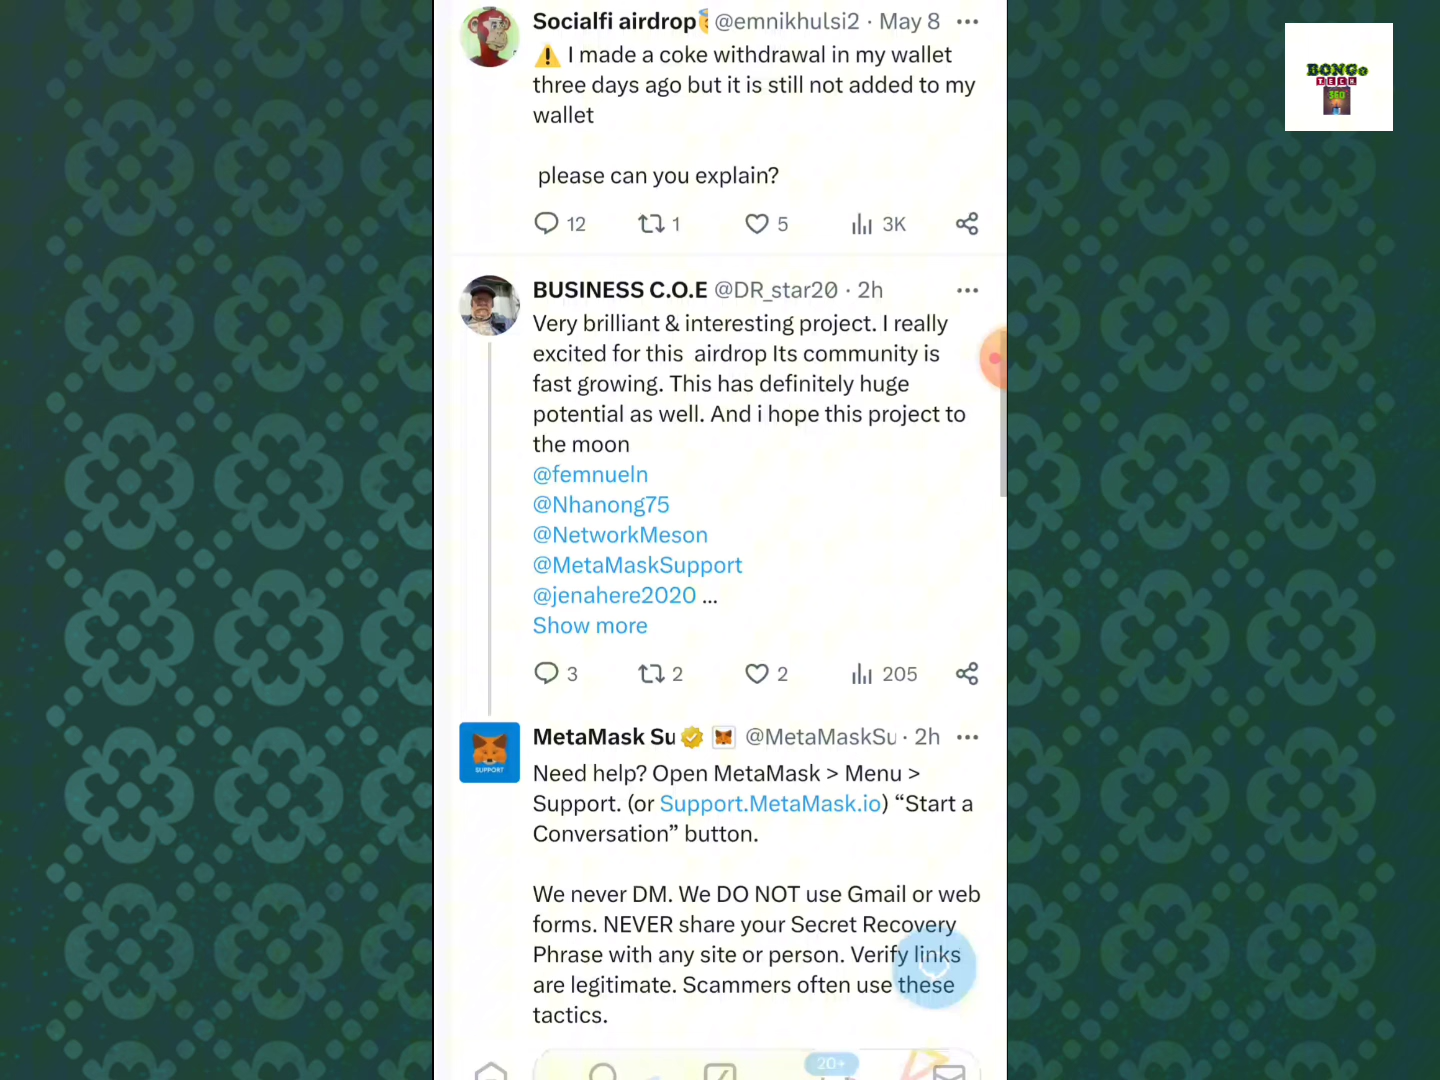 Socialfi airdrop @emnikhulsi2 · May 8
⚠ I made a coke withdrawal in my wallet
three days ago but it is still not added to my
wallet
please can you explain?
12 1 5 3K
BUSINESS C.O.E @DR_star20 · 2h
Very brilliant & interesting project. I really
excited for this airdrop Its community is
fast growing. This has definitely huge
potential as well. And i hope this project to
the moon
@femnueln
@Nhanong75
@NetworkMeson
@MetaMaskSupport
@jenahere2020 ...
Show more
3 2 2 205
MetaMask Su @MetaMaskSu · 2h
SUPPORT
Need help? Open MetaMask > Menu >
Support. (or Support.MetaMask.io) “Start a
Conversation” button.
We never DM. We DO NOT use Gmail or web
forms. NEVER share your Secret Recovery
Phrase with any site or person. Verify links
are legitimate. Scammers often use these
tactics.
20+
BONGO
TECH
360